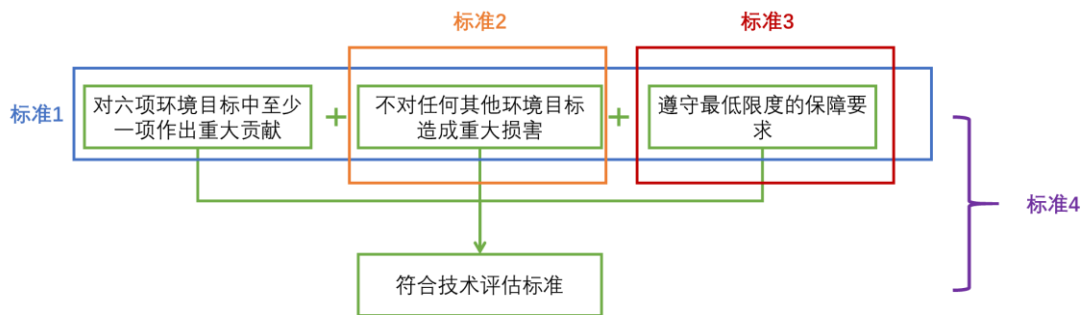 标准2
标准3
标准1
对六项环境目标中至少
一项作出重大贡献
+
不对任何其他环境目标
造成重大损害
+
遵守最低限度的保障要
求
标准4
符合技术评估标准